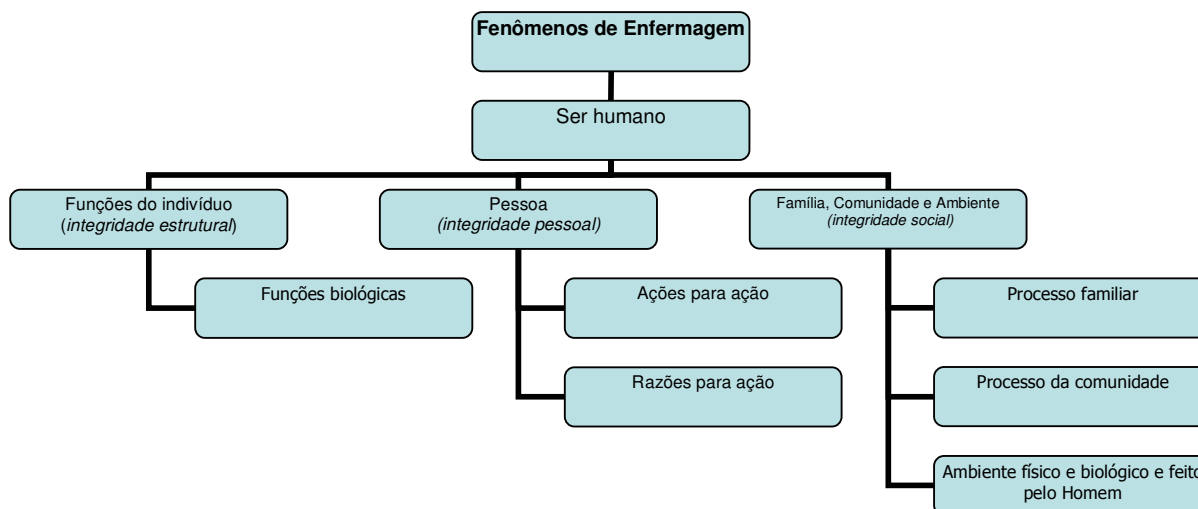 Fenômenos de Enfermagem
Ser humano
Funções do indivíduo
(integridade estrutural)
Pessoa
(integridade pessoal)
Família, Comunidade e Ambiente
(integridade social)
Funções biológicas
Ações para ação
Processo familiar
Razões para ação
Processo da comunidade
Ambiente físico e biológico e feito
pelo Homem